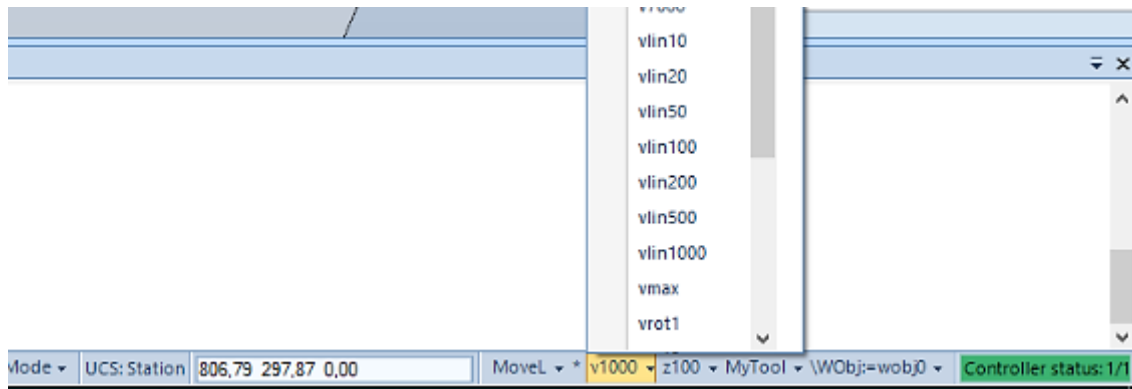 v7000
vlin10
vlin20
vlin50
vlin100
vlin200
vlin500
vlin1000
vmax
vrot1
Mode UCS: Station 806,79 297,87 0,00 MoveL * v1000 z100 MyTool \WObj:=wobj0 Controller status: 1/1